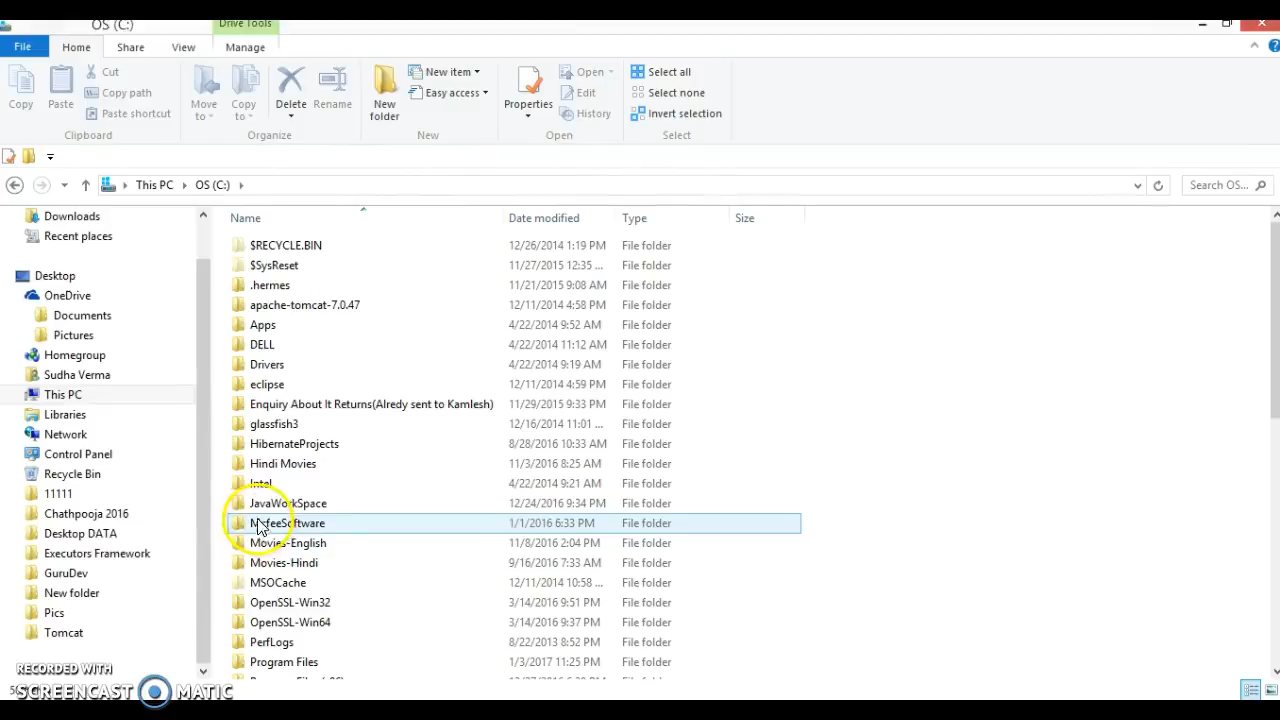 OS (C:)
Drive Tools
File
Home
Share
View
Manage
Copy
Paste
Cut
Copy path
Paste shortcut
Clipboard
Move to
Copy to
Delete
Rename
Organize
New folder
New item
Easy access
New
Properties
Open
Edit
History
Open
Select all
Select none
Invert selection
Select
This PC
OS (C:)
Search OS...
Downloads
Recent places
Desktop
OneDrive
Documents
Pictures
Homegroup
Sudha Verma
This PC
Libraries
Network
Control Panel
Recycle Bin
11111
Chathpooja 2016
Desktop DATA
Executors Framework
GuruDev
New folder
Pics
Tomcat
Name Date modified Type Size
$RECYCLE.BIN 12/26/2014 1:19 PM File folder
$SysReset 11/27/2015 12:35 ... File folder
.hermes 11/21/2015 9:08 AM File folder
apache-tomcat-7.0.47 12/11/2014 4:58 PM File folder
Apps 4/22/2014 9:52 AM File folder
DELL 4/22/2014 11:12 AM File folder
Drivers 4/22/2014 9:19 AM File folder
eclipse 12/11/2014 4:59 PM File folder
Enquiry About It Returns(Alredy sent to Kamlesh) 11/29/2015 9:33 PM File folder
glassfish3 12/16/2014 11:01 ... File folder
HibernateProjects 8/28/2016 10:33 AM File folder
Hindi Movies 11/3/2016 8:25 AM File folder
Intel 4/22/2014 9:21 AM File folder
JavaWorkSpace 12/24/2016 9:34 PM File folder
1/1/2016 6:33 PM File folder
Movies-English 11/8/2016 2:04 PM File folder
Movies-Hindi 9/16/2016 7:33 AM File folder
MSOCache 12/11/2014 10:58 ... File folder
OpenSSL-Win32 3/14/2016 9:51 PM File folder
OpenSSL-Win64 3/14/2016 9:37 PM File folder
PerfLogs 8/22/2013 8:52 PM File folder
Program Files 1/3/2017 11:25 PM File folder
RECORDED WITH
SCREENCAST MATIC